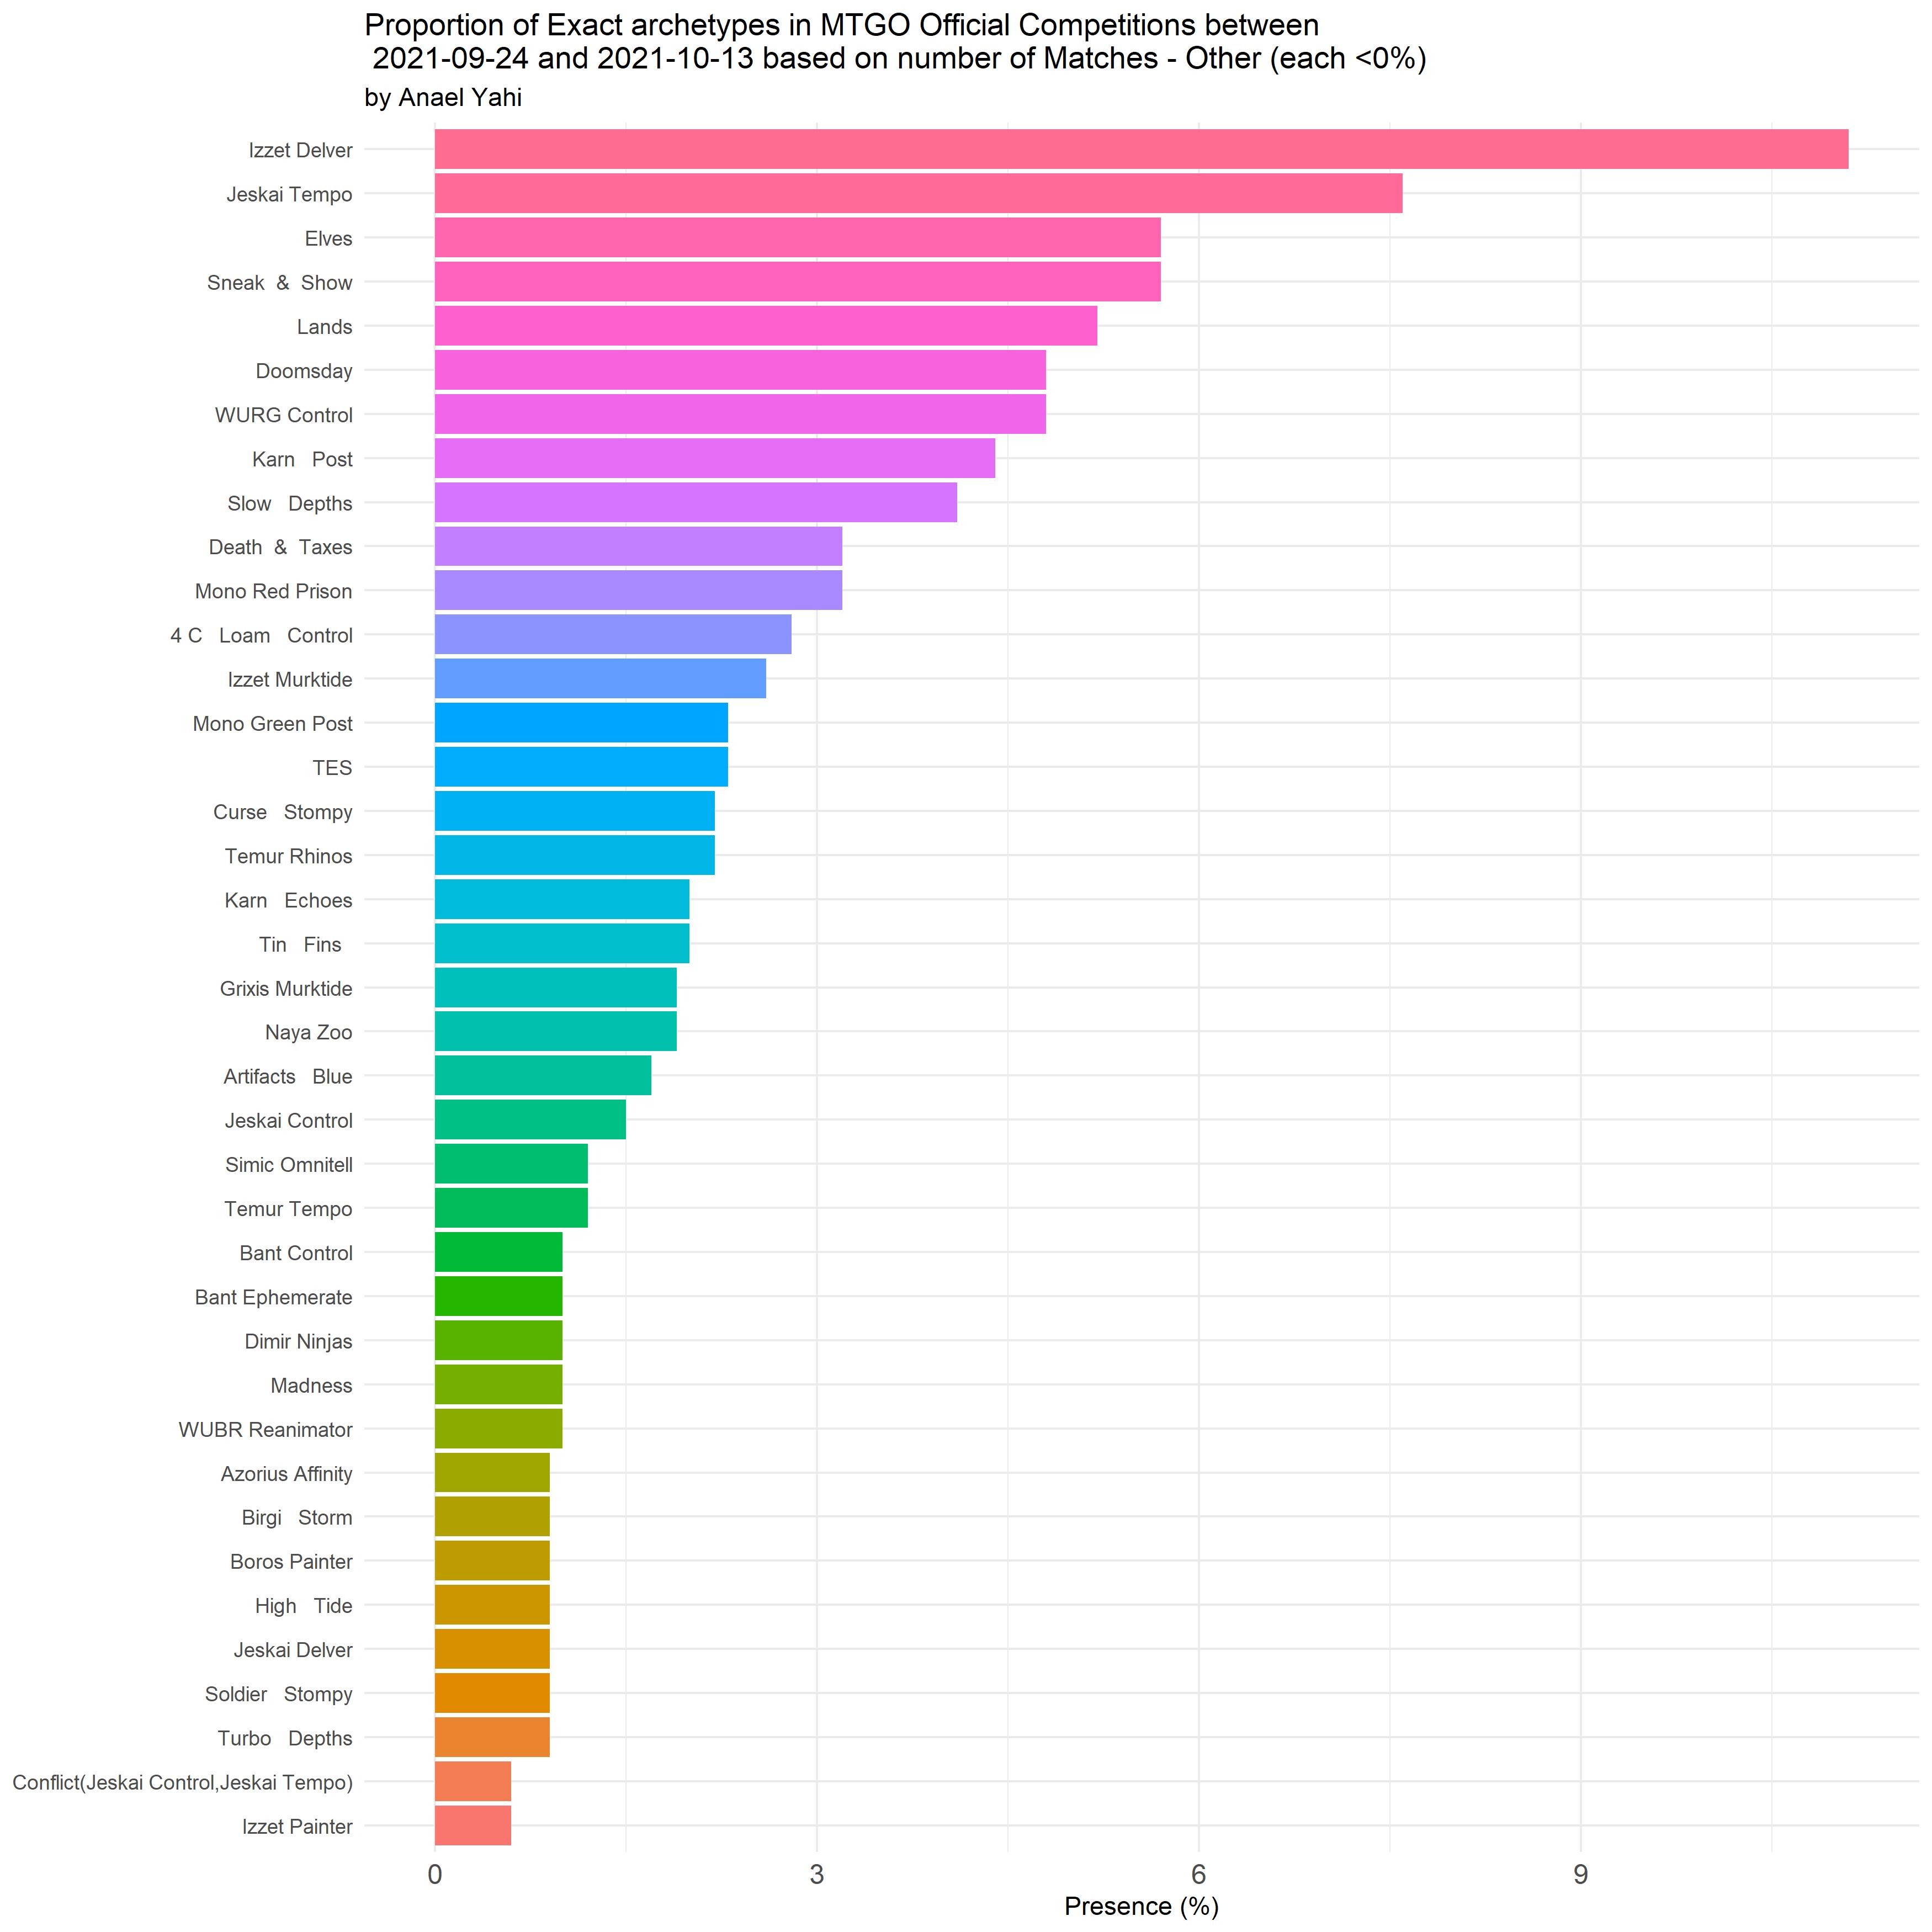 Proportion of Exact archetypes in MTGO Official Competitions between
2021-09-24 and 2021-10-13 based on number of Matches - Other (each <0%)
by Anael Yahi
Izzet Delver
Jeskai Tempo
Elves
Sneak & Show
Lands
Doomsday
WURG Control
Karn Post
Slow Depths
Death & Taxes
Mono Red Prison
4 C Loam Control
Izzet Murktide
Mono Green Post
TES
Curse Stompy
Temur Rhinos
Karn Echoes
Tin Fins
Grixis Murktide
Naya Zoo
Artifacts Blue
Jeskai Control
Simic Omnitell
Temur Tempo
Bant Control
Bant Ephemerate
Dimir Ninjas
Madness
WUBR Reanimator
Azorius Affinity
Birgi Storm
Boros Painter
High Tide
Jeskai Delver
Soldier Stompy
Turbo Depths
Conflict(Jeskai Control,Jeskai Tempo)
Izzet Painter
0 3 6 9
Presence (%)